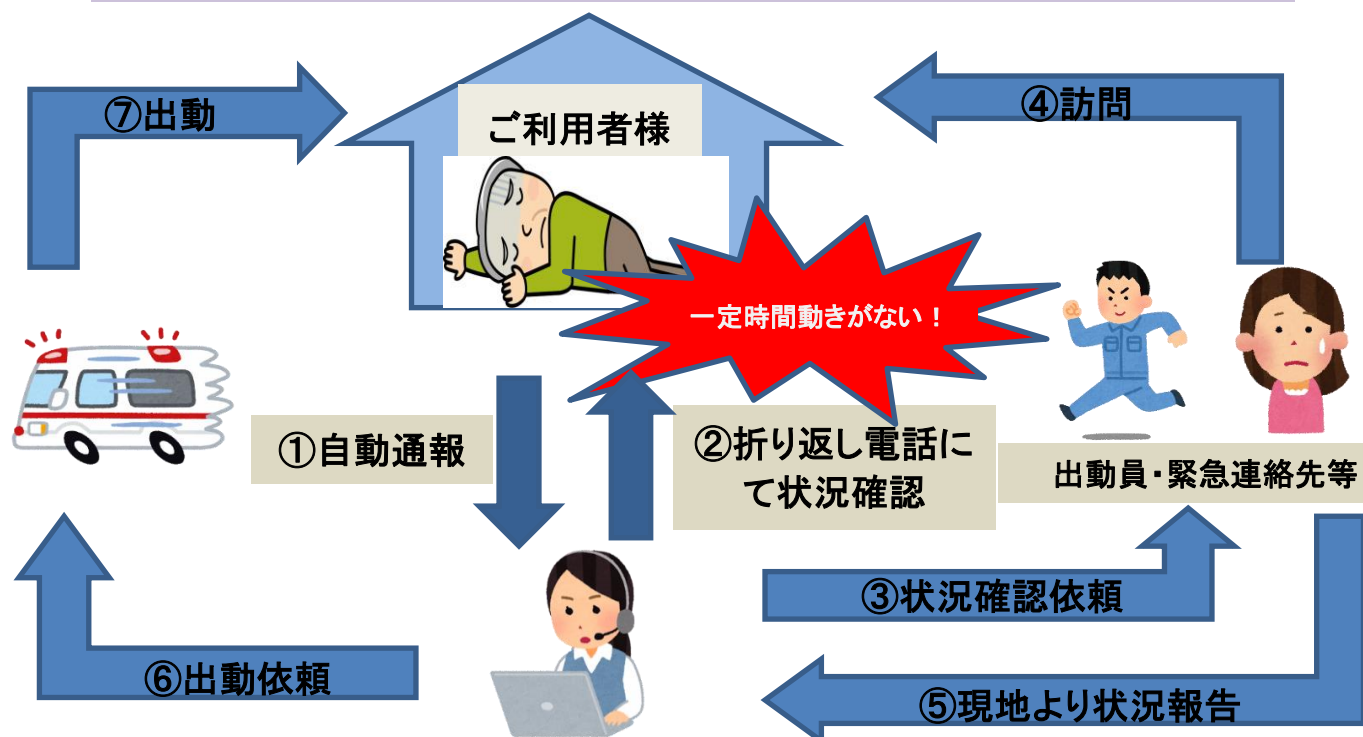 ⑦出動
ご利用者様
④訪問
一定時間動きがない！
①自動通報
②折り返し電話に
て状況確認
出動員・緊急連絡先等
③状況確認依頼
⑥出動依頼
⑤現地より状況報告